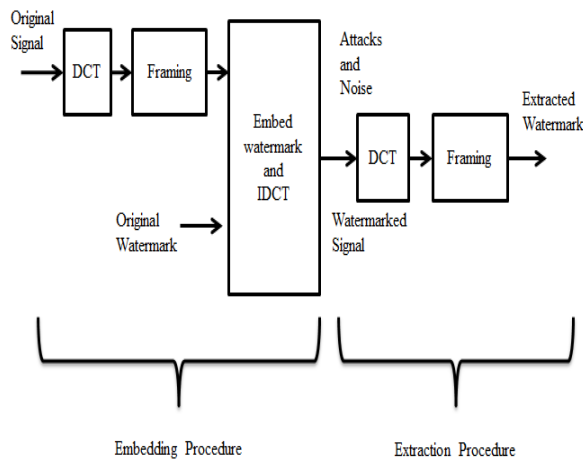 Original
Signal
DCT
Framing
Embed
watermark
and
IDCT
Original
Watermark
Attacks
and
Noise
Watermarked
Signal
DCT
Framing
Extracted
Watermark
Embedding Procedure
Extraction Procedure